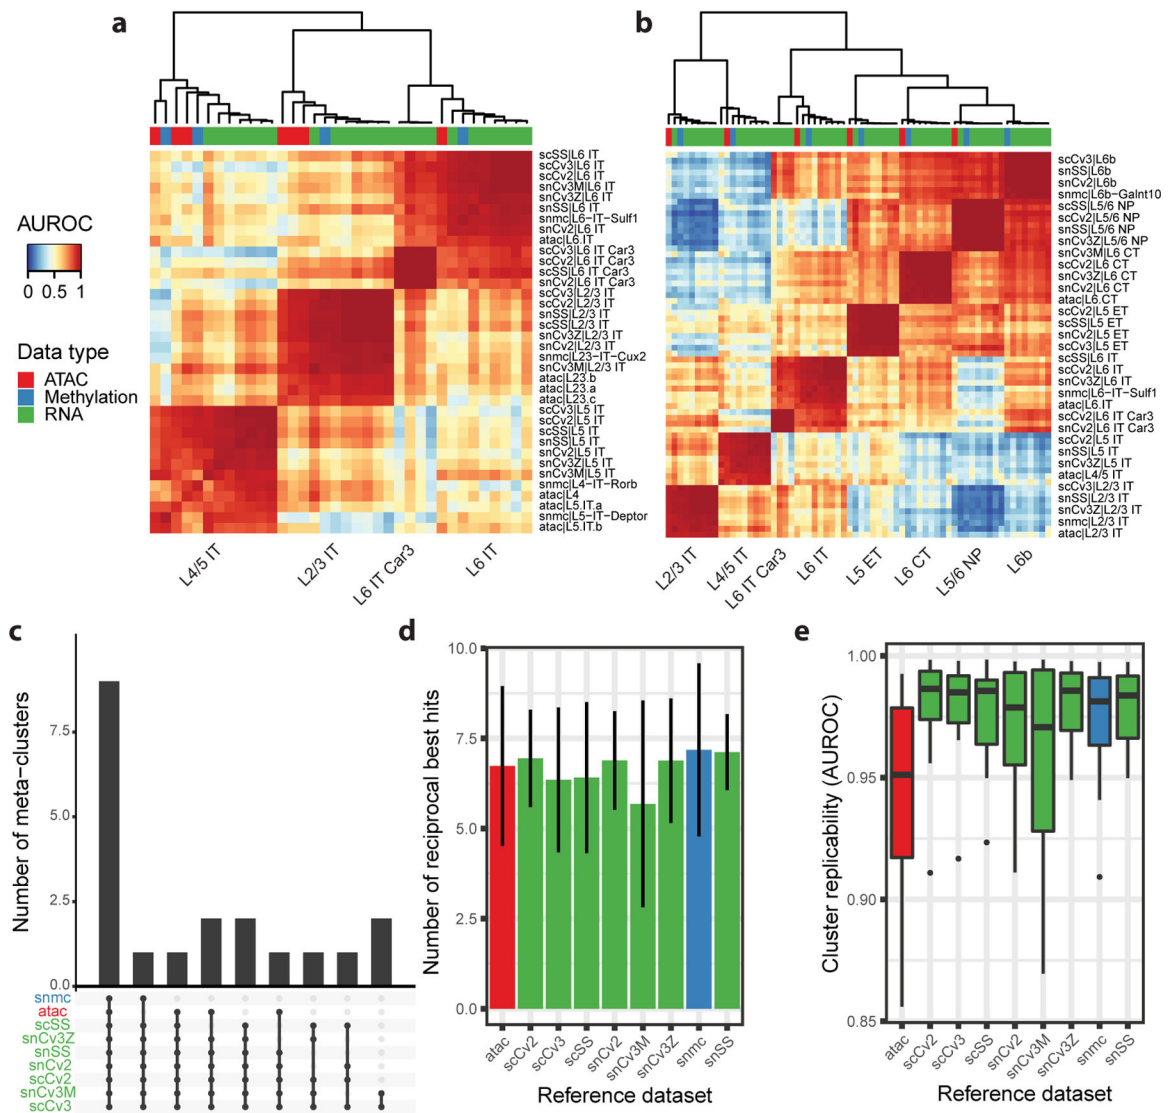 a
b
AUROC
0 0.5 1
Data type
ATAC
Methylation
RNA
scSS|L6 IT
scCv3|L6 IT
scCv2|L6 IT
snCv3M|L6 IT
snCv3Z|L6 IT
snSS|L6 IT
snmc|L6-IT-Sulf1
snCv2|L6 IT
atac|L6.IT
scCv3|L6 IT Car3
scCv2|L6 IT Car3
scSS|L6 IT Car3
snCv2|L6 IT Car3
scCv3|L2/3 IT
scCv2|L2/3 IT
snSS|L2/3 IT
scSS|L2/3 IT
snCv3Z|L2/3 IT
snCv2|L2/3 IT
snmc|L23-IT-Cux2
snCv3M|L2/3 IT
atac|L23.b
atac|L23.a
atac|L23.c
scCv3|L5 IT
scCv2|L5 IT
scSS|L5 IT
snSS|L5 IT
snCv2|L5 IT
snCv3Z|L5 IT
snCv3M|L5 IT
snmc|L4-IT-Rorb
atac|L4
atac|L5.IT.a
snmc|L5-IT-Deptor
atac|L5.IT.b
L4/5 IT
L2/3 IT
L6 IT Car3
L6 IT
scCv3|L6b
snSS|L6b
snCv2|L6b
snmc|L6b-Galnt10
scSS|L5/6 NP
scCv2|L5/6 NP
snSS|L5/6 NP
snCv3Z|L5/6 NP
snCv3M|L6 CT
scCv2|L6 CT
snCv3Z|L6 CT
snCv2|L6 CT
atac|L6.CT
scCv2|L5 ET
scSS|L5 ET
snCv2|L5 ET
scCv3|L5 ET
scSS|L6 IT
scCv2|L6 IT
snCv3Z|L6 IT
snmc|L6-IT-Sulf1
atac|L6.IT
scCv2|L6 IT Car3
snCv2|L6 IT Car3
scCv2|L5 IT
snSS|L5 IT
snCv3Z|L5 IT
atac|L4/5 IT
scCv3|L2/3 IT
snSS|L2/3 IT
snCv3Z|L2/3 IT
snmc|L2/3 IT
atac|L2/3 IT
L2/3 IT
L4/5 IT
L6 IT Car3
L6 IT
L5 ET
L6 CT
L5/6 NP
L6b
c
Number of meta-clusters
7.5
5.0
2.5
0.0
snmc
atac
scSS
snCv3Z
snSS
snCv2
scCv2
snCv3M
scCv3
d
Number of reciprocal best hits
10.0
7.5
5.0
2.5
0.0
atac
scCv2
scCv3
scSS
snCv2
snCv3M
snCv3Z
snmc
snSS
Reference dataset
e
Cluster replicability (AUROC)
1.00
0.95
0.90
0.85
atac
scCv2
scCv3
scSS
snCv2
snCv3M
snCv3Z
snmc
snSS
Reference dataset